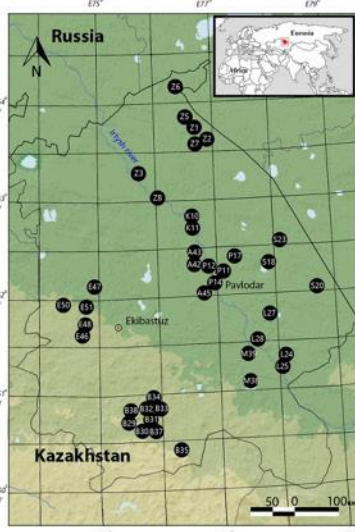 E75° E77° E79°
Russia
Eurasia
Africa
N
Z6
Z5
Z1
Z2
Z7
Irtysh river
Z3
Z8
K10
K11
S23
A43
P17
A42 P12
P11
S18
P14
Pavlodar
A45
S20
E47
E50 E51
L27
E48
Ekibastuz
E46
L28
M39
L24
L25
M38
B34
B38 B32 B33
B31
B29
B30 B37
Kazakhstan
B35
50 0 100